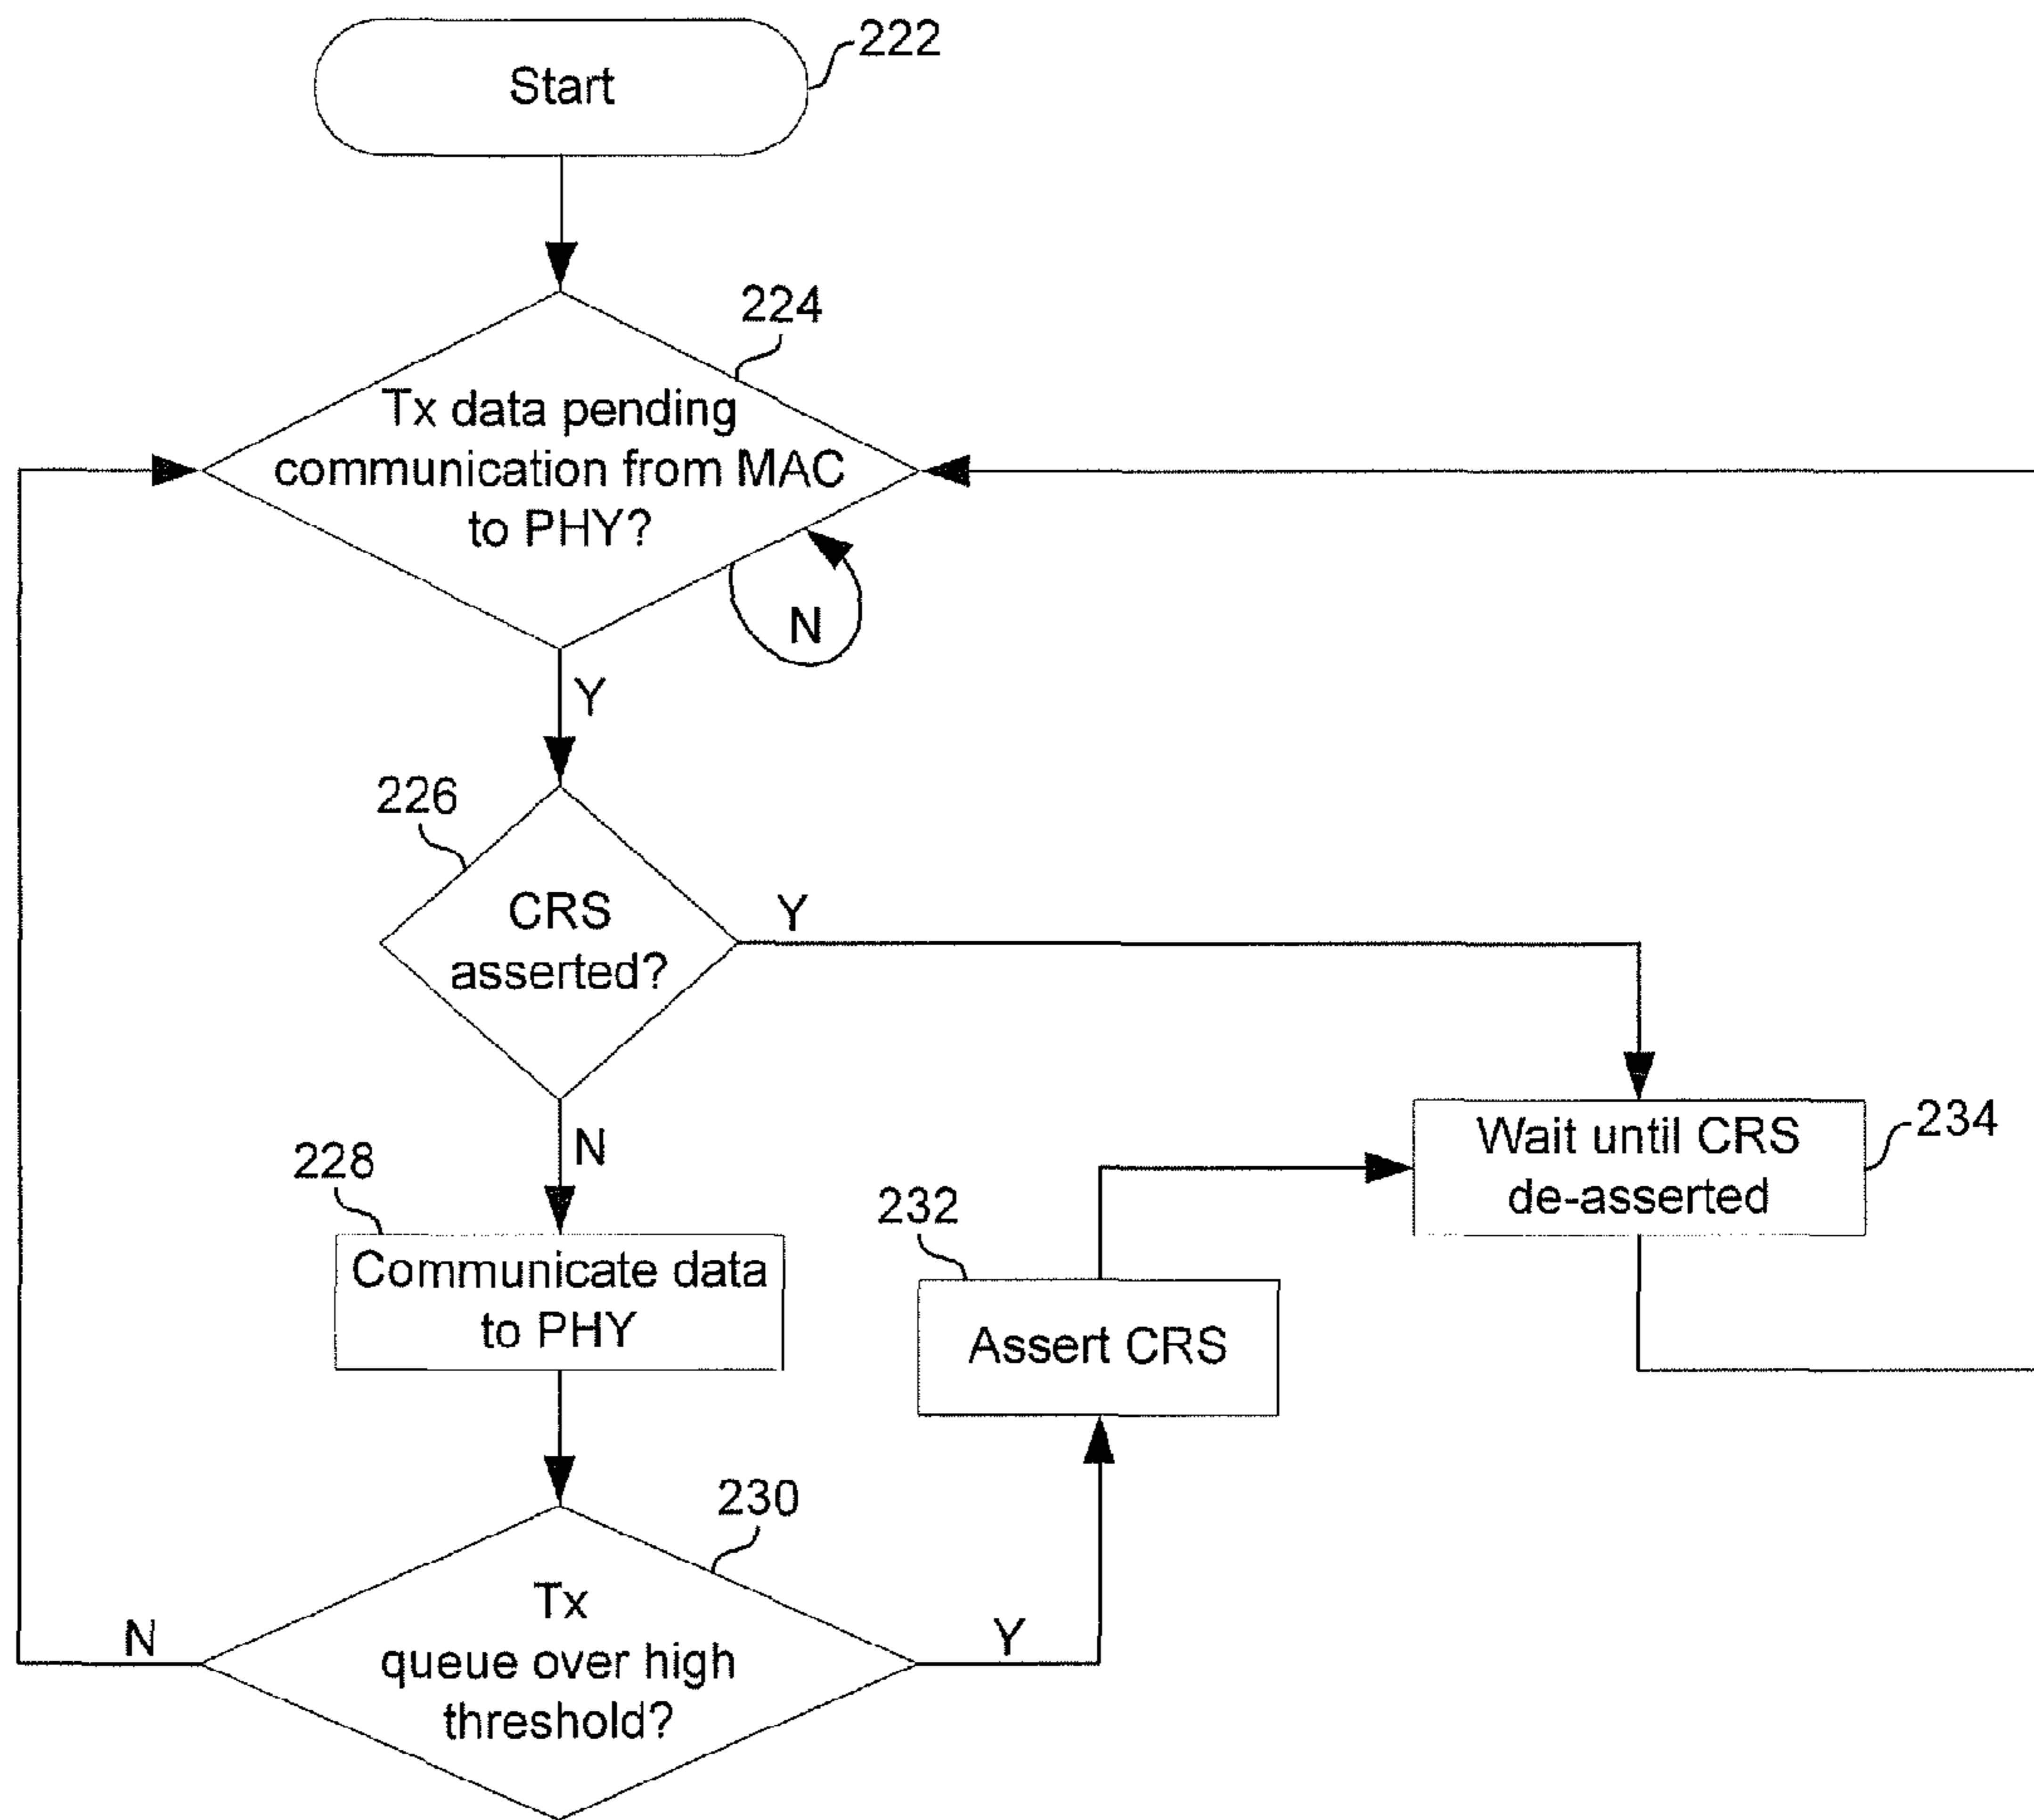 Start
222
224
Tx data pending
communication from MAC
to PHY?
N
Y
226
CRS
asserted?
Y
N
228
Communicate data
to PHY
232
Assert CRS
Wait until CRS
de-asserted
234
230
Tx
queue over high
threshold?
N
Y